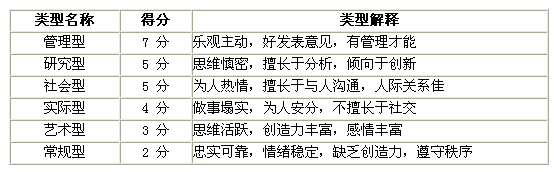 类型名称 得分 类型解释
管理型 7 分 乐观主动，好发表意见，有管理才能
研究型 5 分 思维慎密，擅长于分析，倾向于创新
社会型 5 分 为人热情，擅长于与人沟通，人际关系佳
实际型 4 分 做事塌实，为人安分，不擅长于社交
艺术型 3 分 思维活跃，创造力丰富，感情丰富
常规型 2 分 忠实可靠，情绪稳定，缺乏创造力，遵守秩序